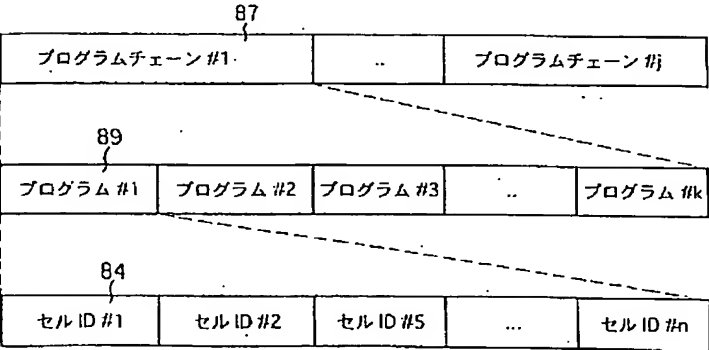 87
プログラムチェーン #1 .. プログラムチェーン #j
89
プログラム #1 プログラム #2 プログラム #3 .. プログラム #k
84
セル ID #1 セル ID #2 セル ID #5 ... セル ID #n